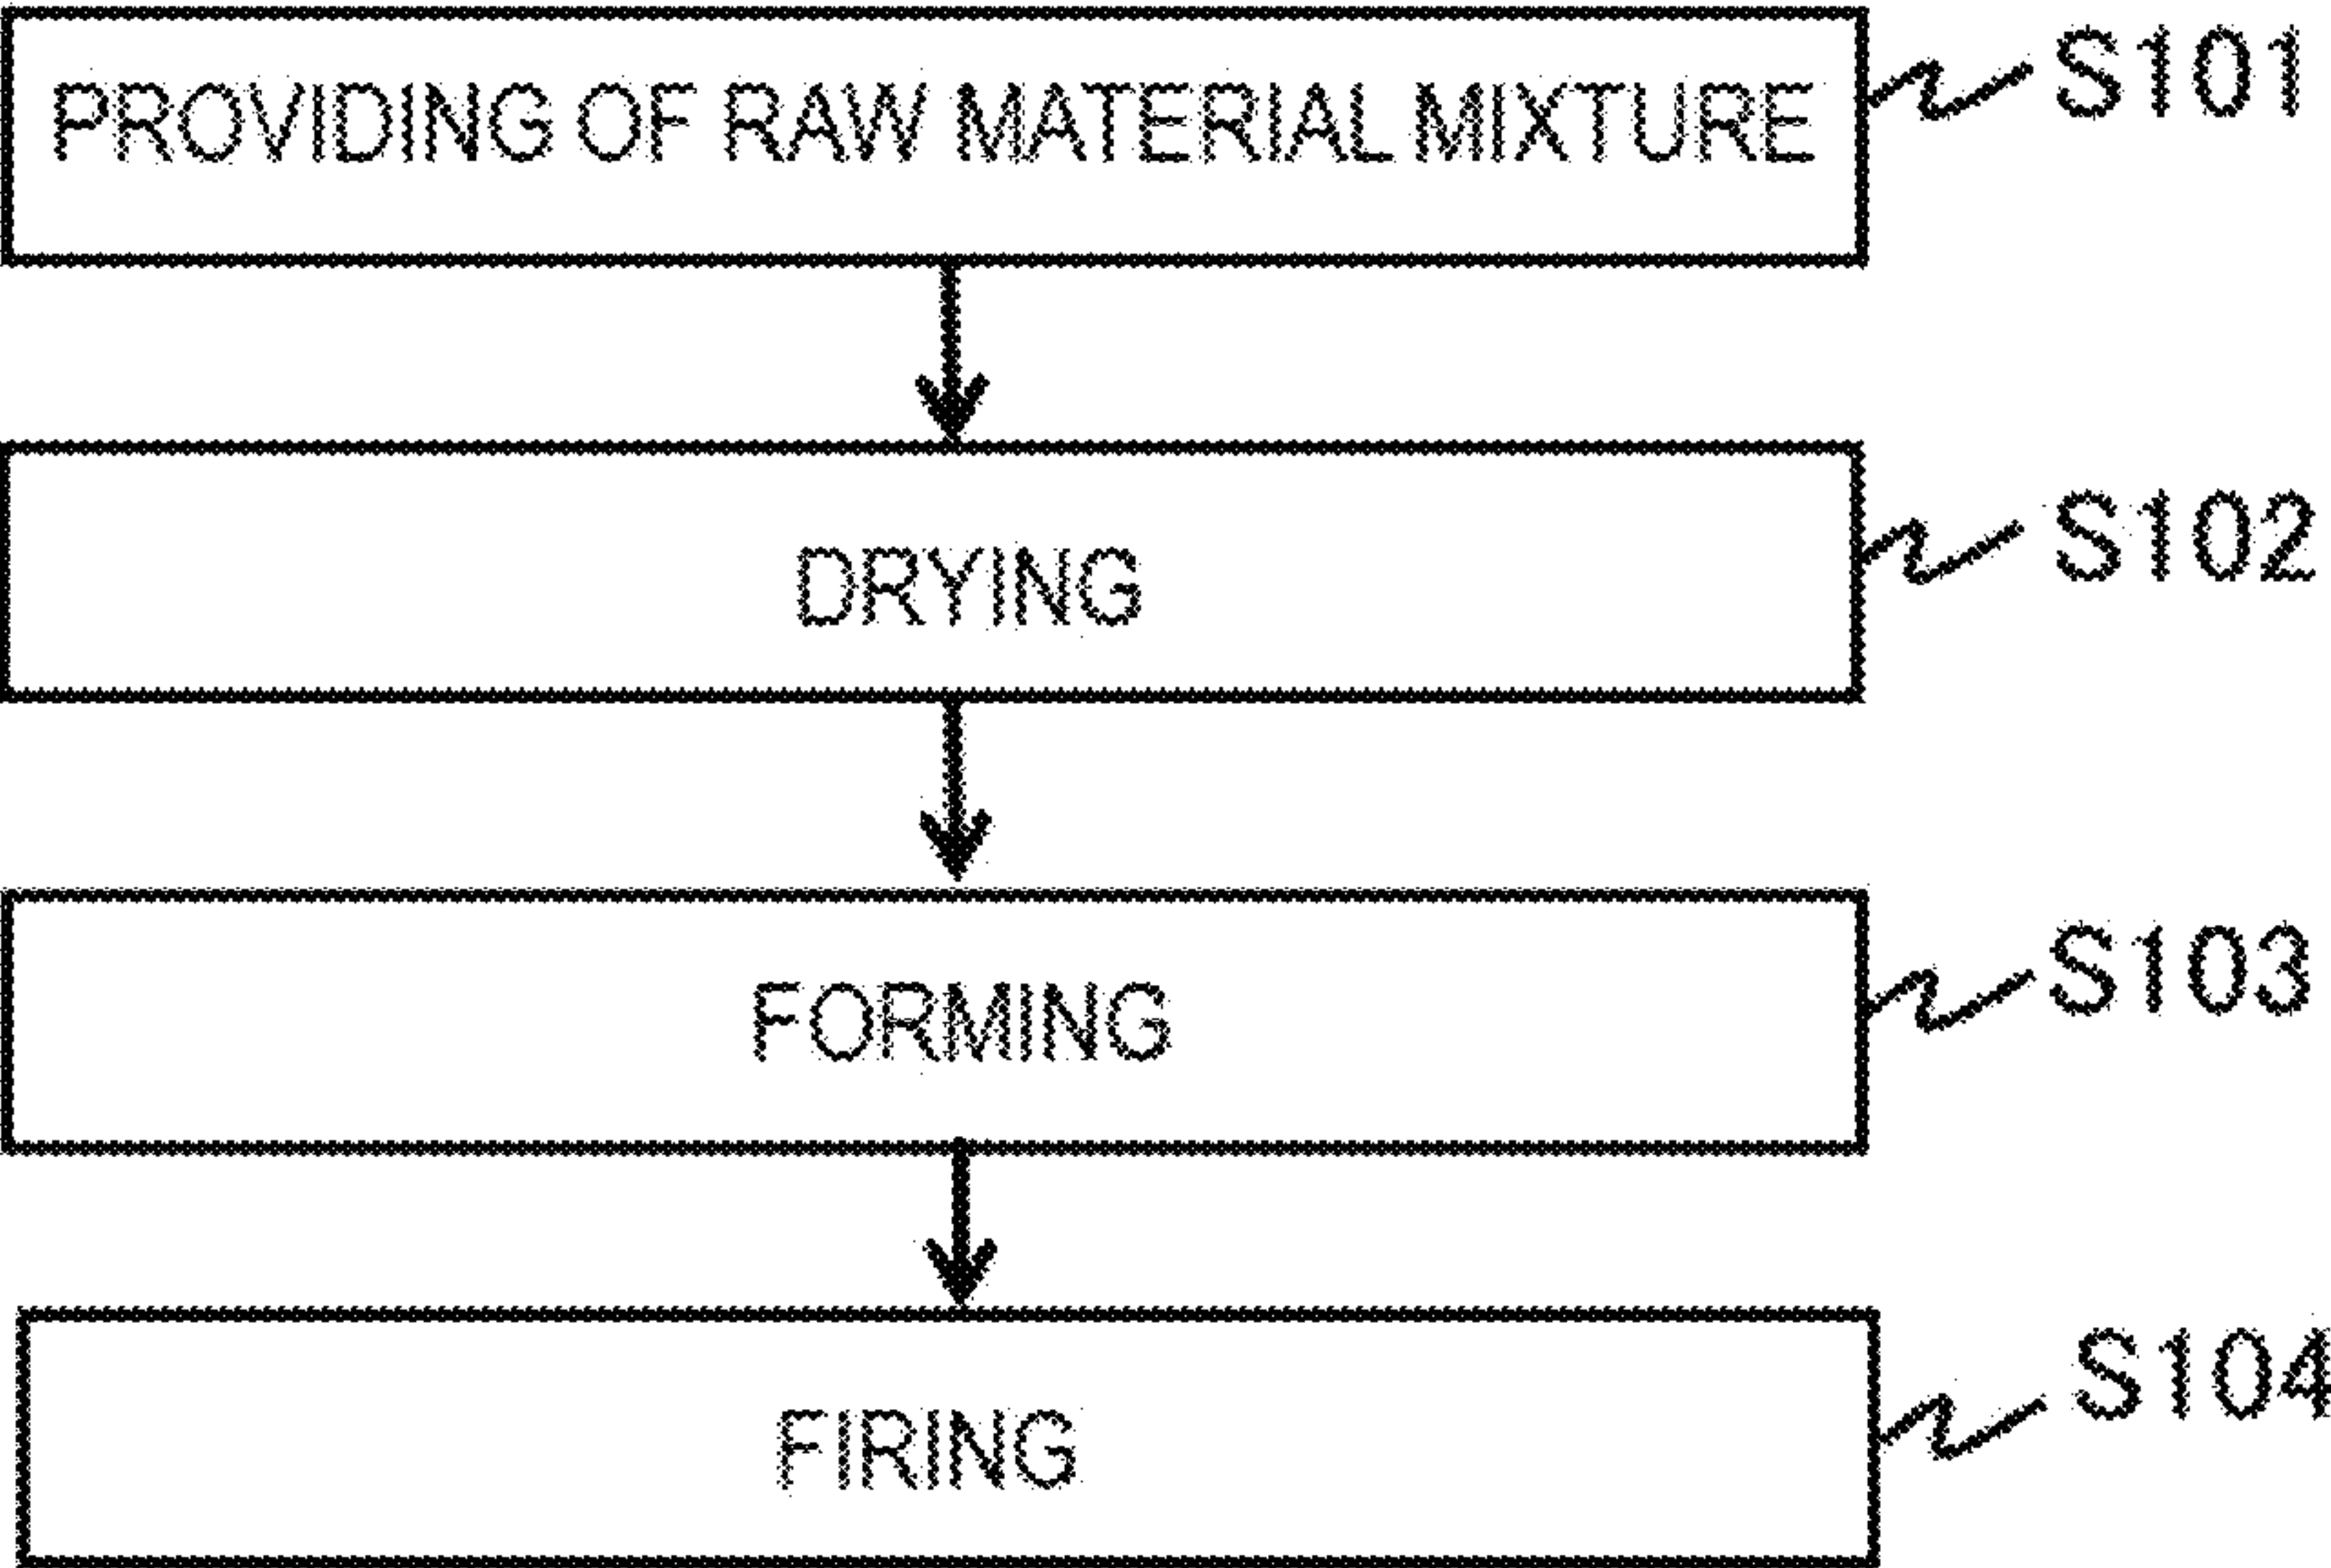 PROVIDING OF RAW MATERIAL MIXTURE S101
DRYING S102
FORMING S103
FIRING S104